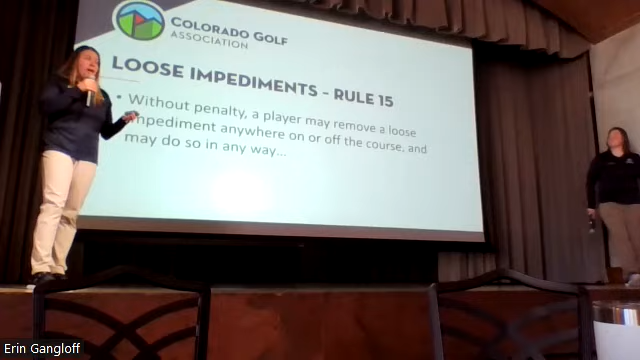 COLORADO GOLF
ASSOCIATION
LOOSE IMPEDIMENTS - RULE 15
• Without penalty, a player may remove a loose
impediment anywhere on or off the course, and
may do so in any way...
Erin Gangloff